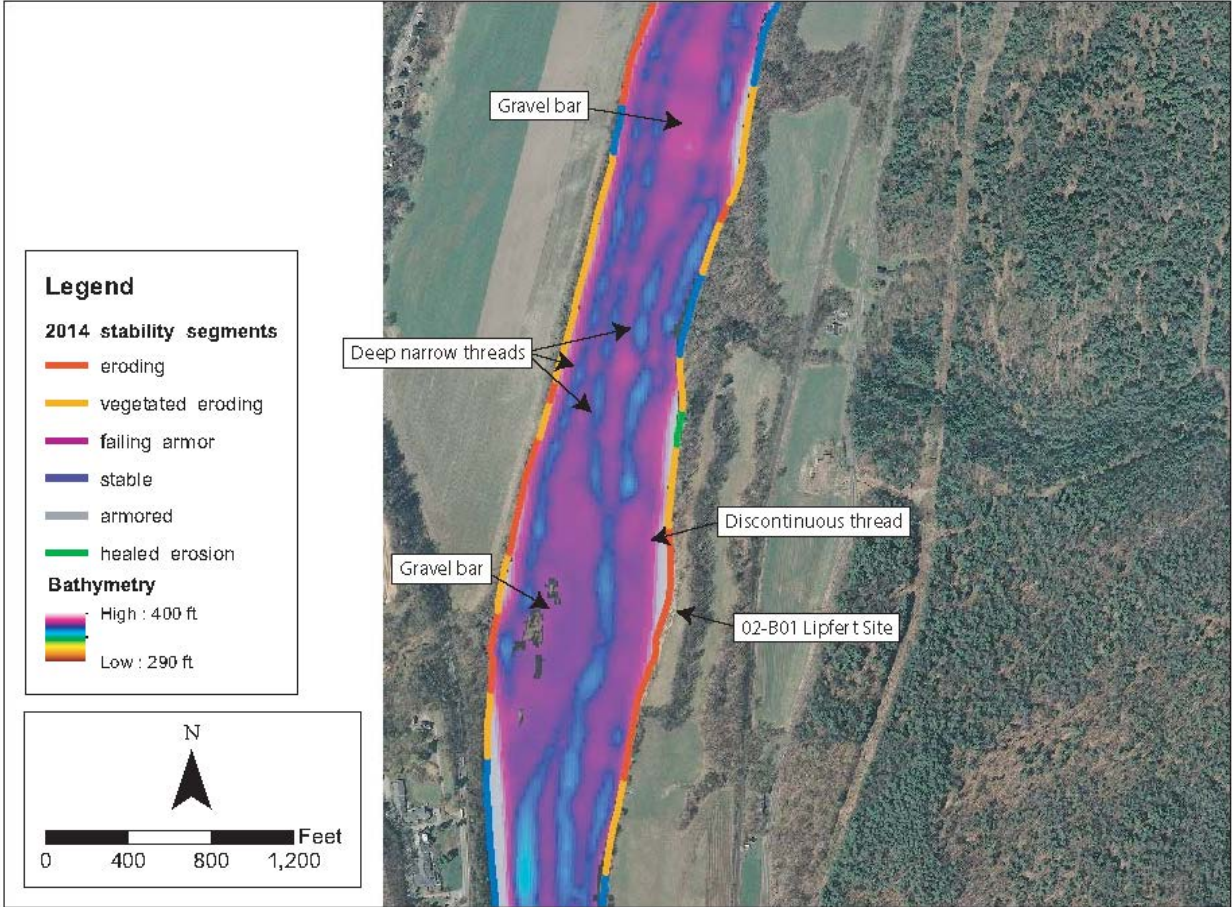 Gravel bar
Deep narrow threads
Discontinuous thread
Gravel bar
02-B01 Lipfert Site
Legend
2014 stability segments
eroding
vegetated eroding
failing armor
stable
armored
healed erosion
Bathymetry
High : 400 ft
Low : 290 ft
N
Feet
0 400 800 1,200